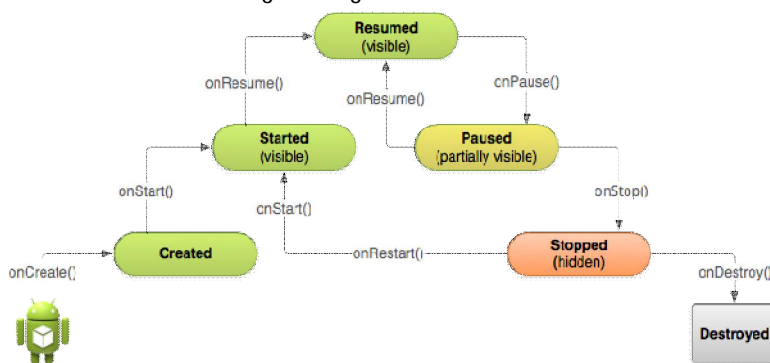 Resumed
(visible)
onResume()
onResume()
onPause()
Started
(visible)
Paused
(partially visible)
onStart()
onStart()
onStop()
Created
onRestart()
Stopped
(hidden)
onCreate()
onDestroy()
Destroyed